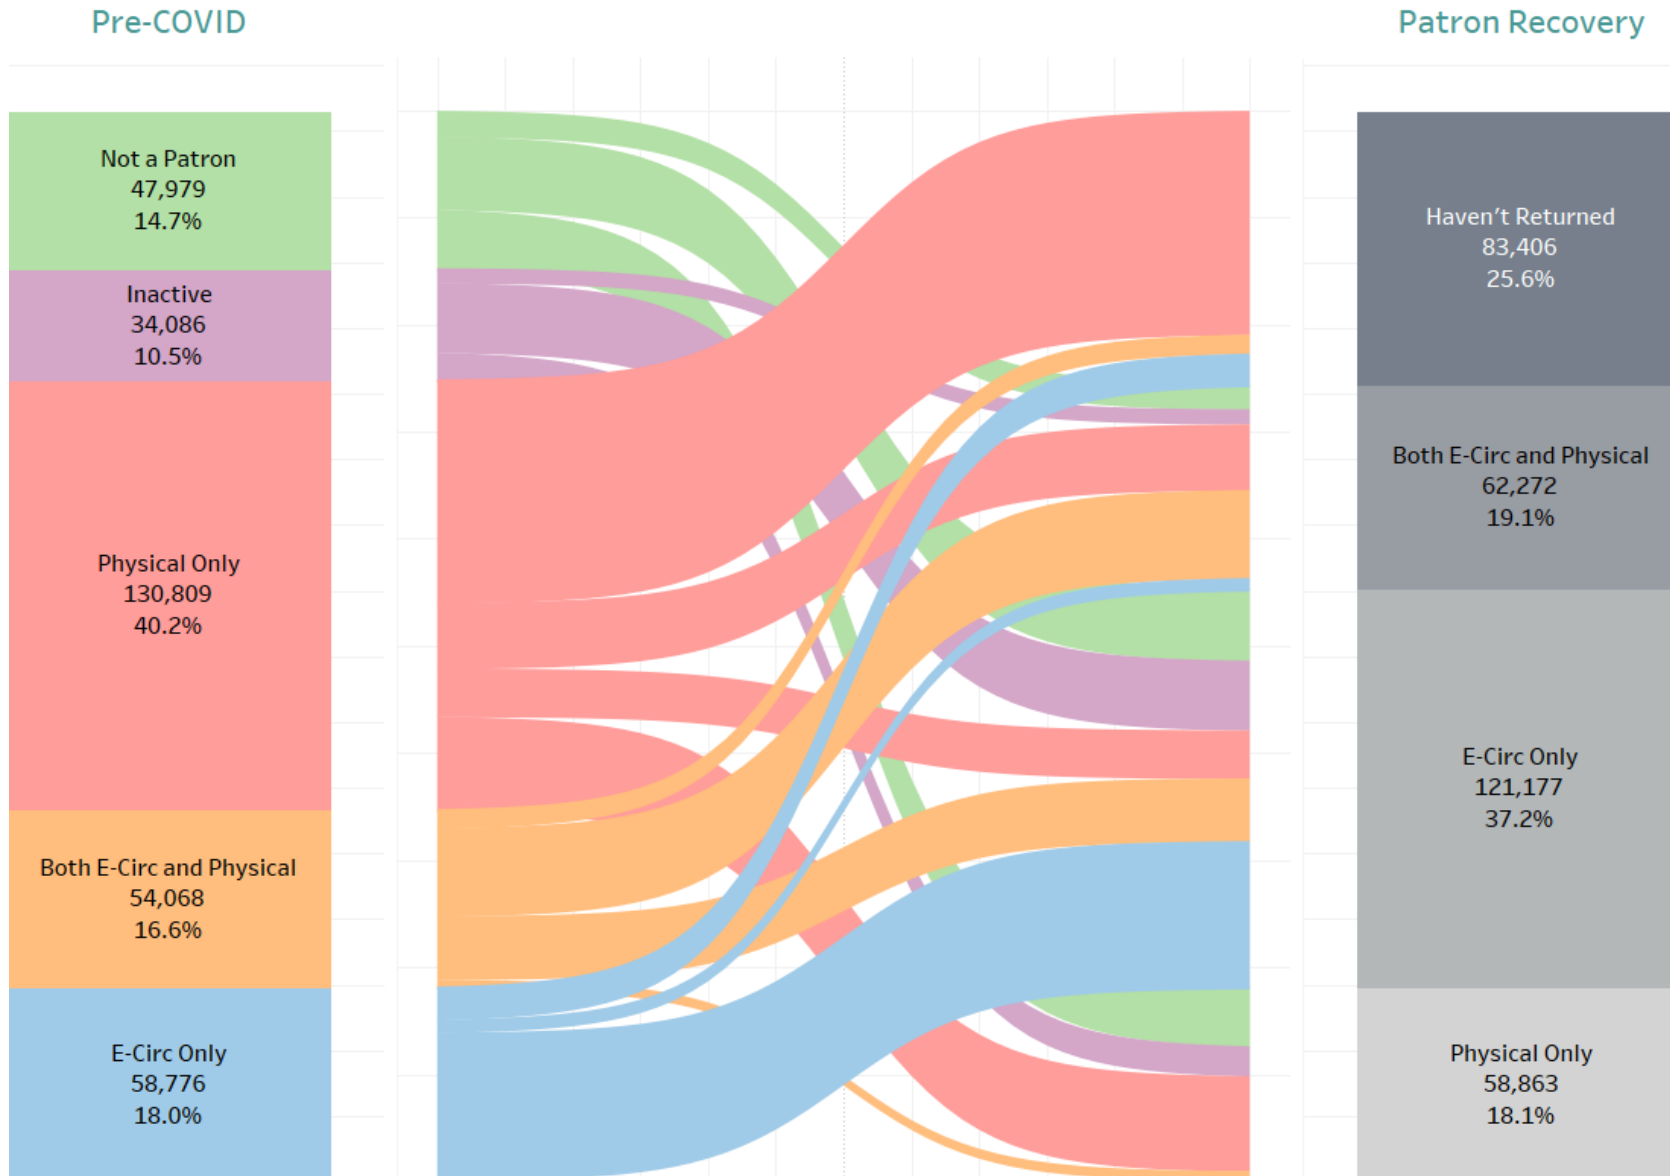 Pre-COVID
Patron Recovery
Not a Patron
47,979
14.7%
Inactive
34,086
10.5%
Physical Only
130,809
40.2%
Both E-Circ and Physical
54,068
16.6%
E-Circ Only
58,776
18.0%
Haven't Returned
83,406
25.6%
Both E-Circ and Physical
62,272
19.1%
E-Circ Only
121,177
37.2%
Physical Only
58,863
18.1%